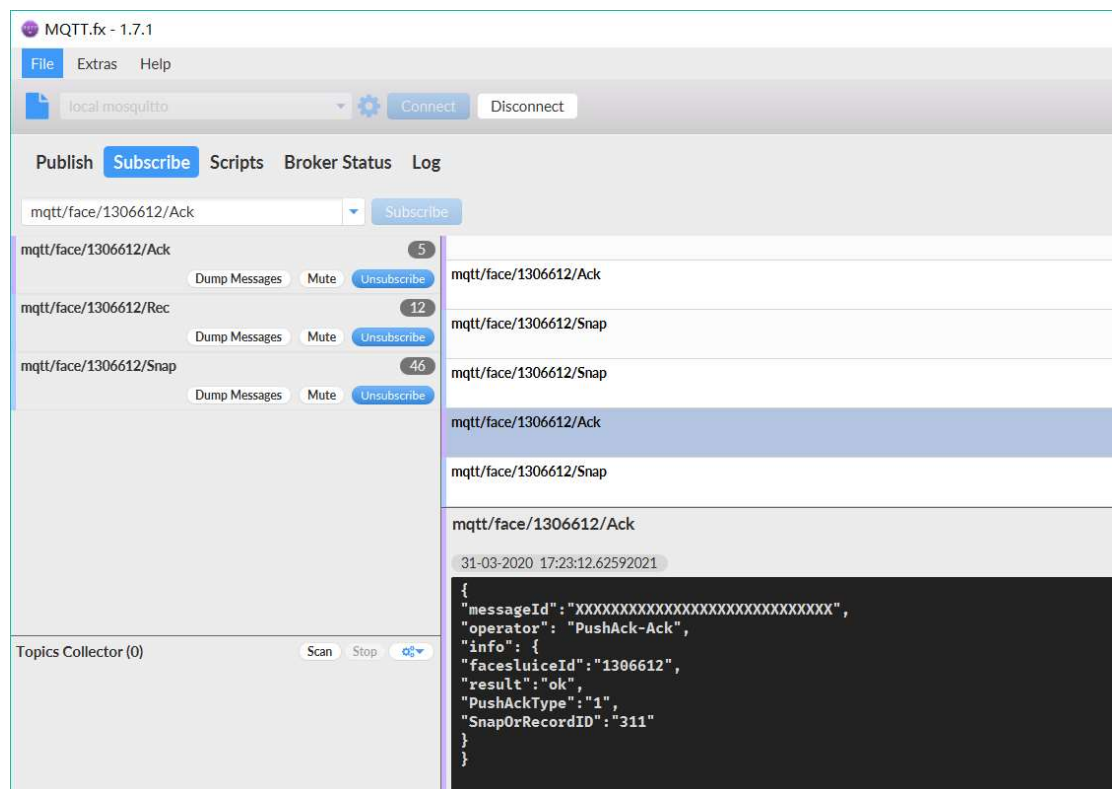 MQTT.fx - 1.7.1
File Extras Help
local mosquitto Connect Disconnect
Publish Subscribe Scripts Broker Status Log
mqtt/face/1306612/Ack Subscribe
mqtt/face/1306612/Ack 5
Dump Messages Mute Unsubscribe
mqtt/face/1306612/Rec 12
Dump Messages Mute Unsubscribe
mqtt/face/1306612/Snap 46
Dump Messages Mute Unsubscribe
Topics Collector (0) Scan Stop
mqtt/face/1306612/Ack
mqtt/face/1306612/Snap
mqtt/face/1306612/Snap
mqtt/face/1306612/Ack
mqtt/face/1306612/Snap
mqtt/face/1306612/Ack
31-03-2020 17:23:12.62592021
{
"messageId":"XXXXXXXXXXXXXXXXXXXXXXXXXXXXX",
"operator": "PushAck-Ack",
"info": {
"facesluiceId":"1306612",
"result":"ok",
"PushAckType":"1",
"SnapOrRecordID":"311"
}
}